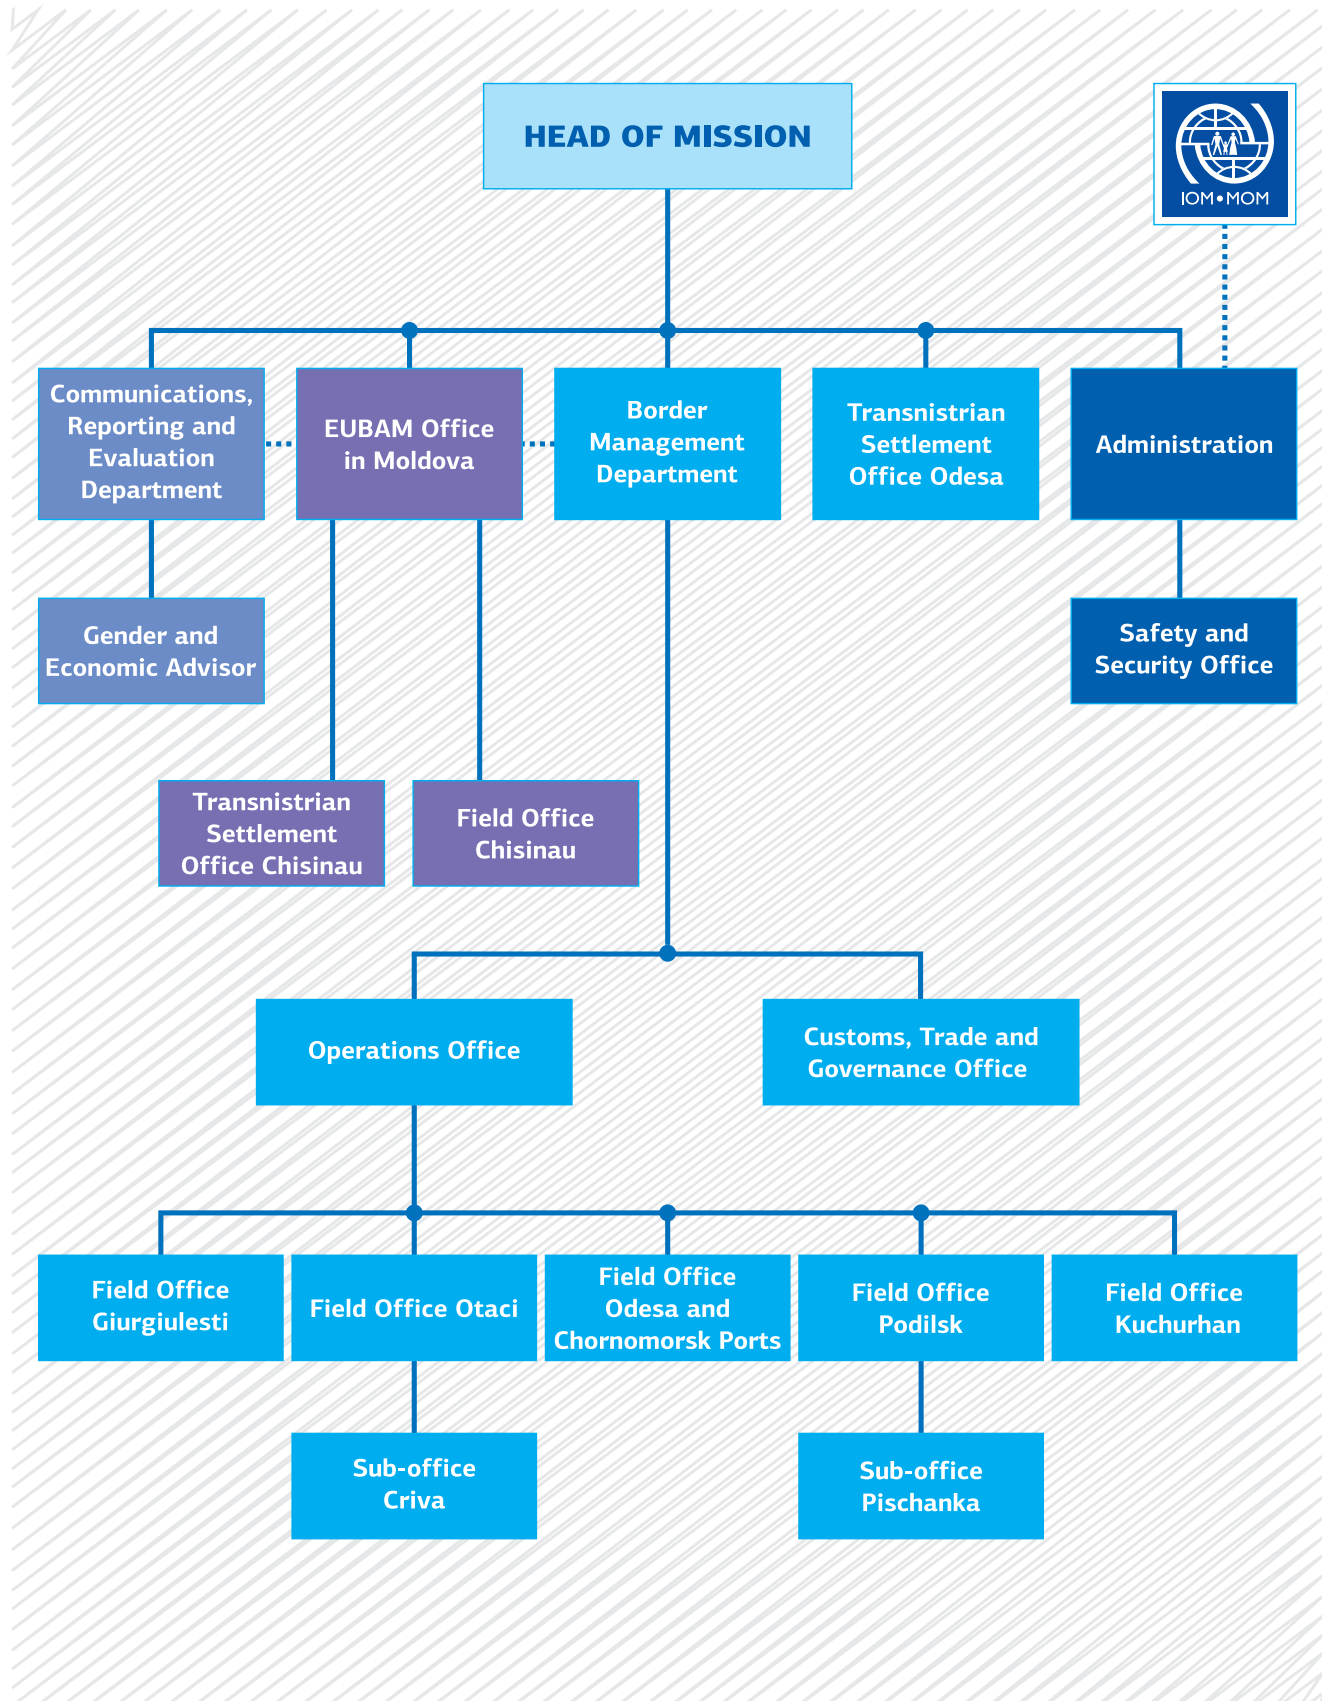 HEAD OF MISSION
IOM•MOM
Communications,
Reporting and
Evaluation
Department
EUBAM Office
in Moldova
Border
Management
Department
Transnistrian
Settlement
Office Odesa
Administration
Gender and
Economic Advisor
Safety and
Security Office
Transnistrian
Settlement
Office Chisinau
Field Office
Chisinau
Operations Office
Customs, Trade and
Governance Office
Field Office
Giurgiulesti
Field Office Otaci
Field Office
Odesa and
Chornomorsk Ports
Field Office
Podilsk
Field Office
Kuchurhan
Sub-office
Criva
Sub-office
Pischanka